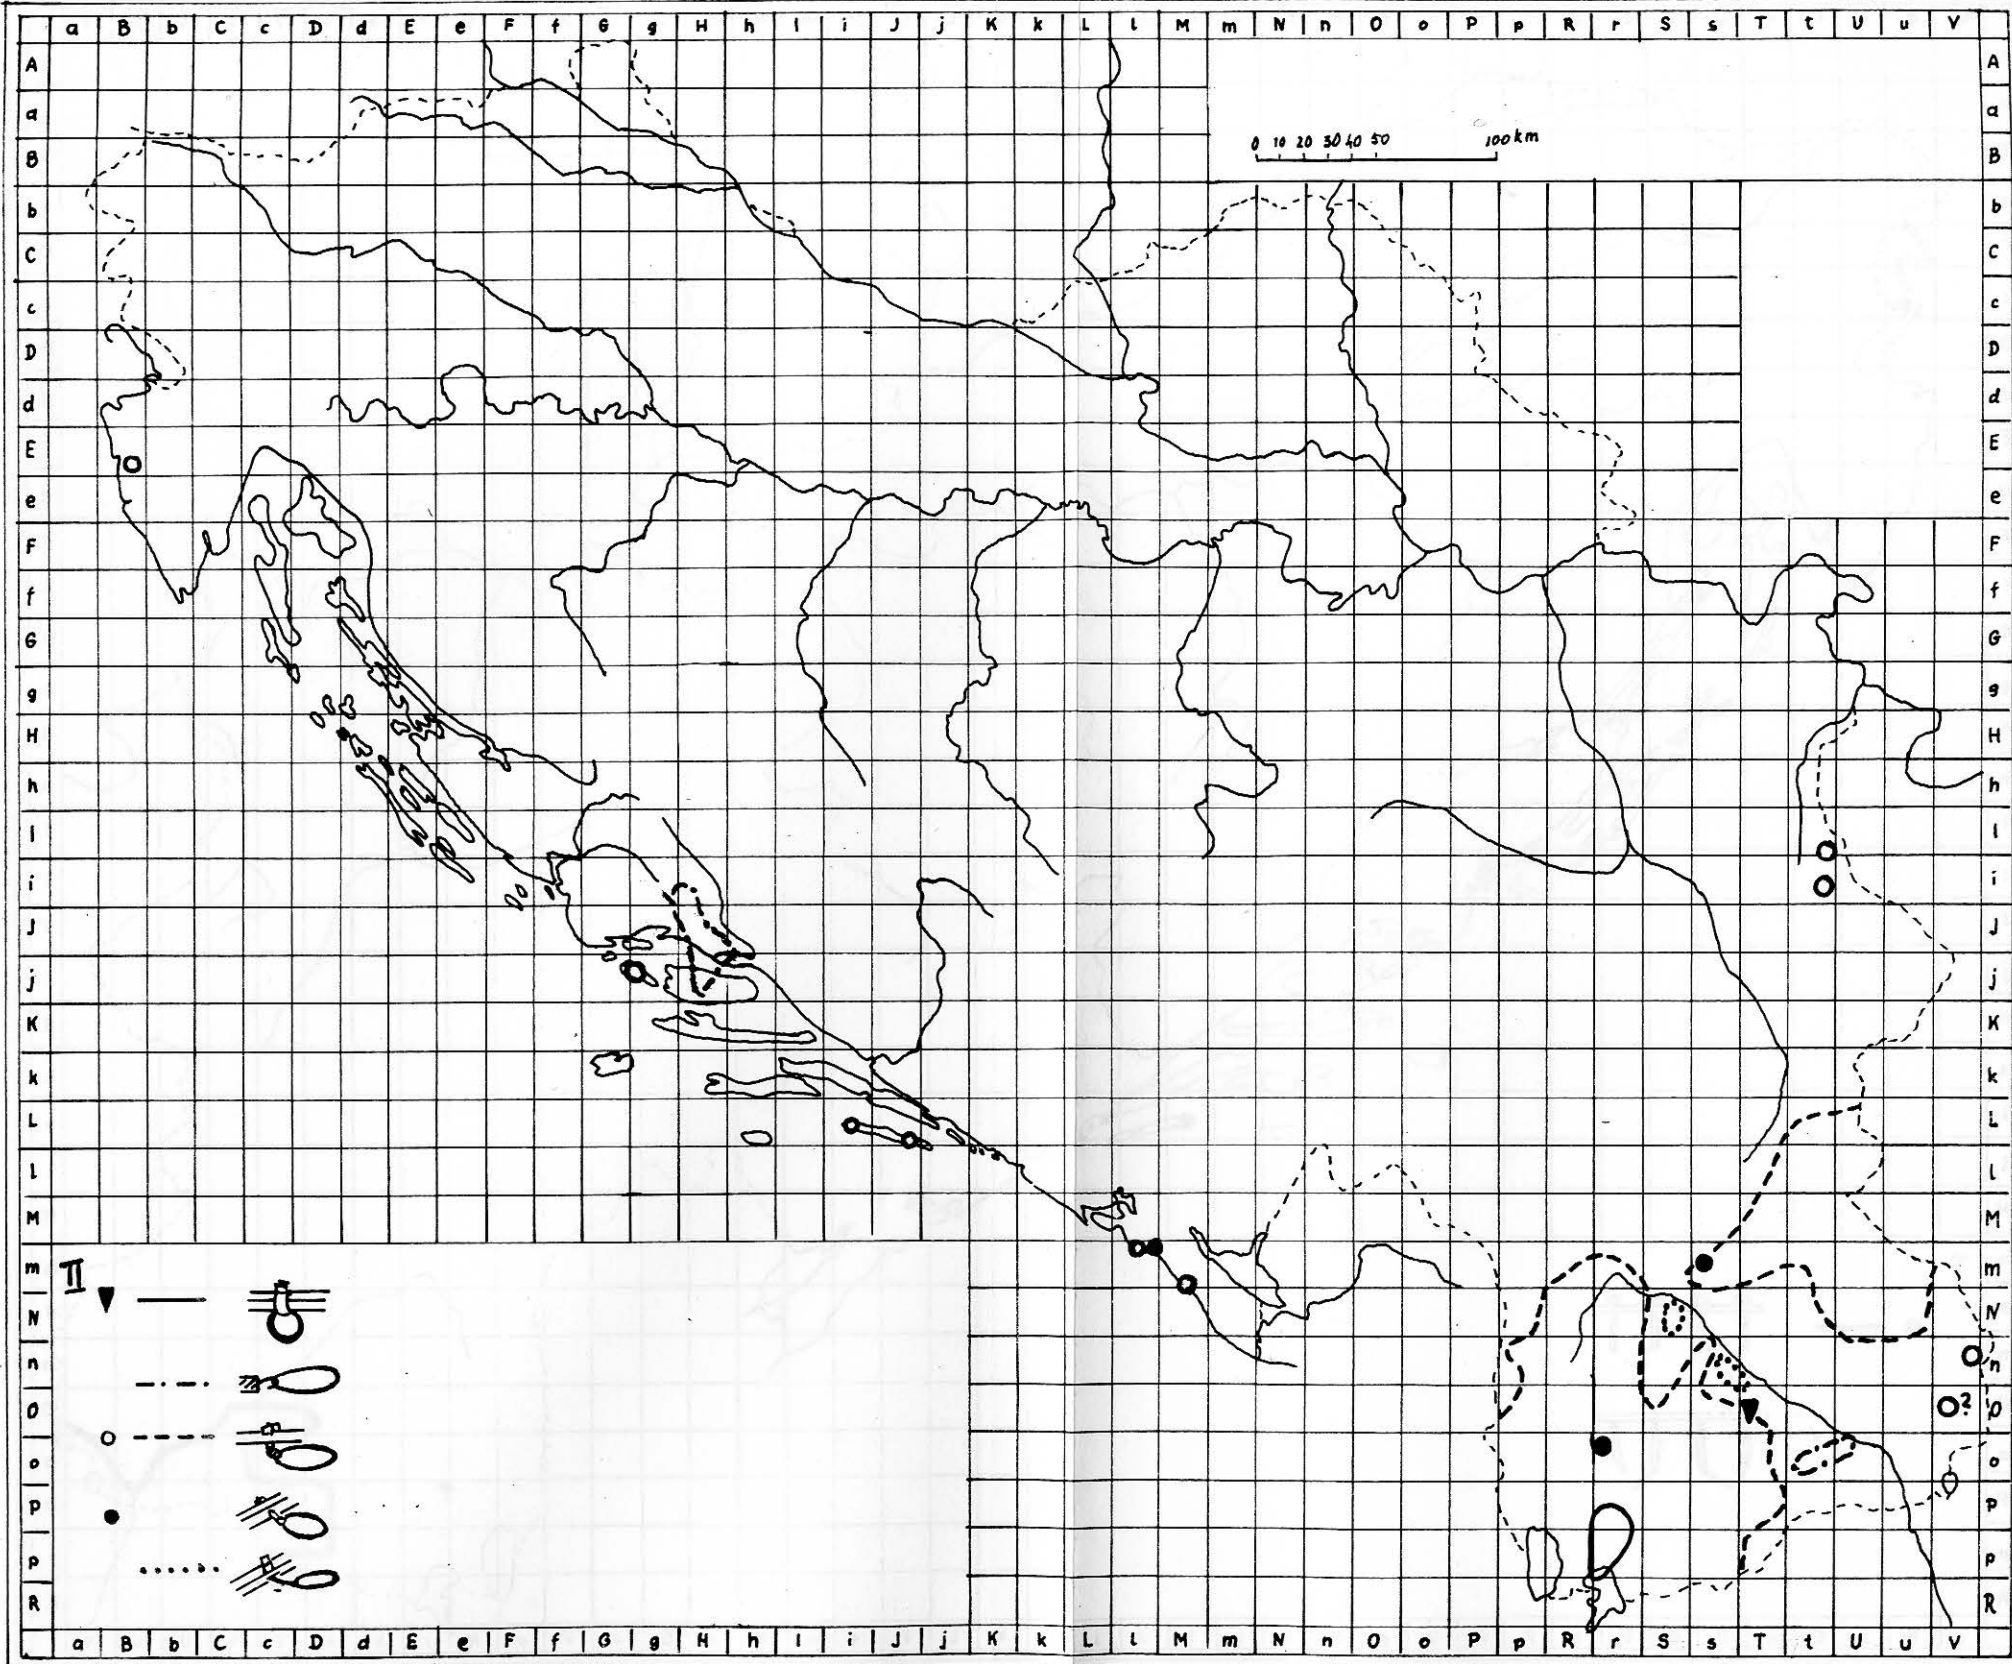 a B b C c D d E e F f G g H h I i J j K k L l M m N n O o P p R r S s T t U u V
A A
a a
0 10 20 30 40 50 100 km
B B
b b
C C
c c
D D
d d
E E
e e
F F
f f
G G
g g
H H
h h
I I
i i
J J
j j
K K
k k
L L
l l
M M
m II m
N N
n n
O ? O
o o
P P
p p
R R
a B b C c D d E e F f G g H h I i J j K k L l M m N n O o P p R r S s T t U u V